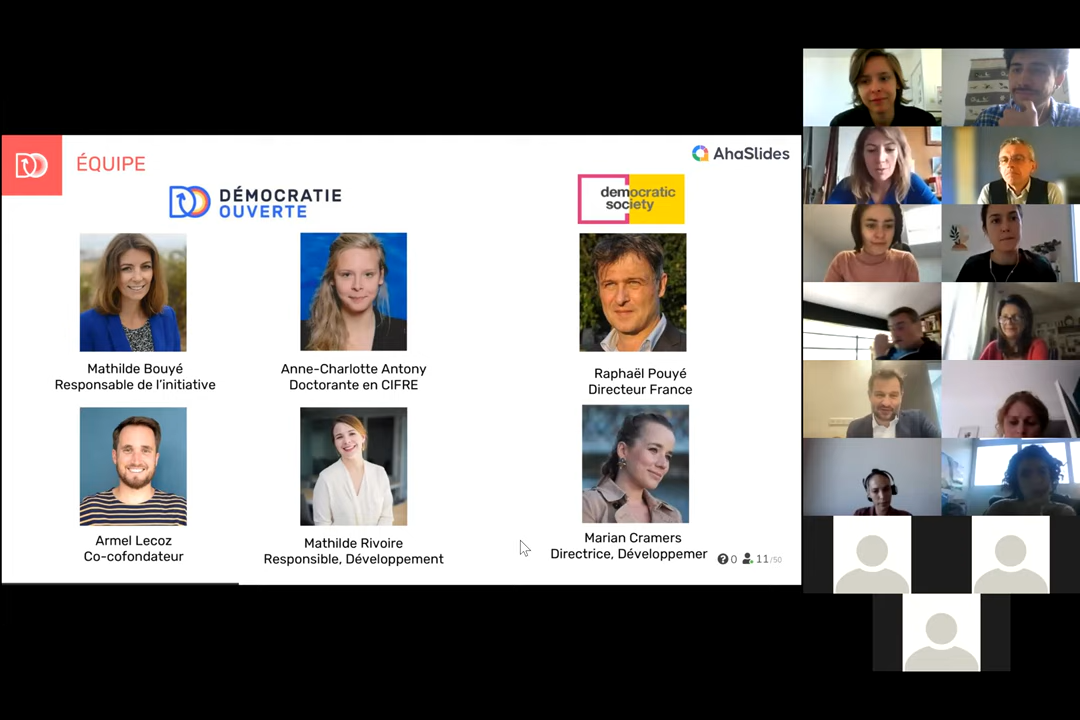 ÉQUIPE
AhaSlides
DÉMOCRATIE
OUVERTE
democratic
society
Mathilde Bouyé
Responsable de l'initiative
Anne-Charlotte Antony
Doctorante en CIFRE
Raphaël Pouyé
Directeur France
Armel Lecoz
Co-cofondateur
Mathilde Rivoire
Responsible, Développement
Marian Cramers
Directrice, Développemer
0 11/50